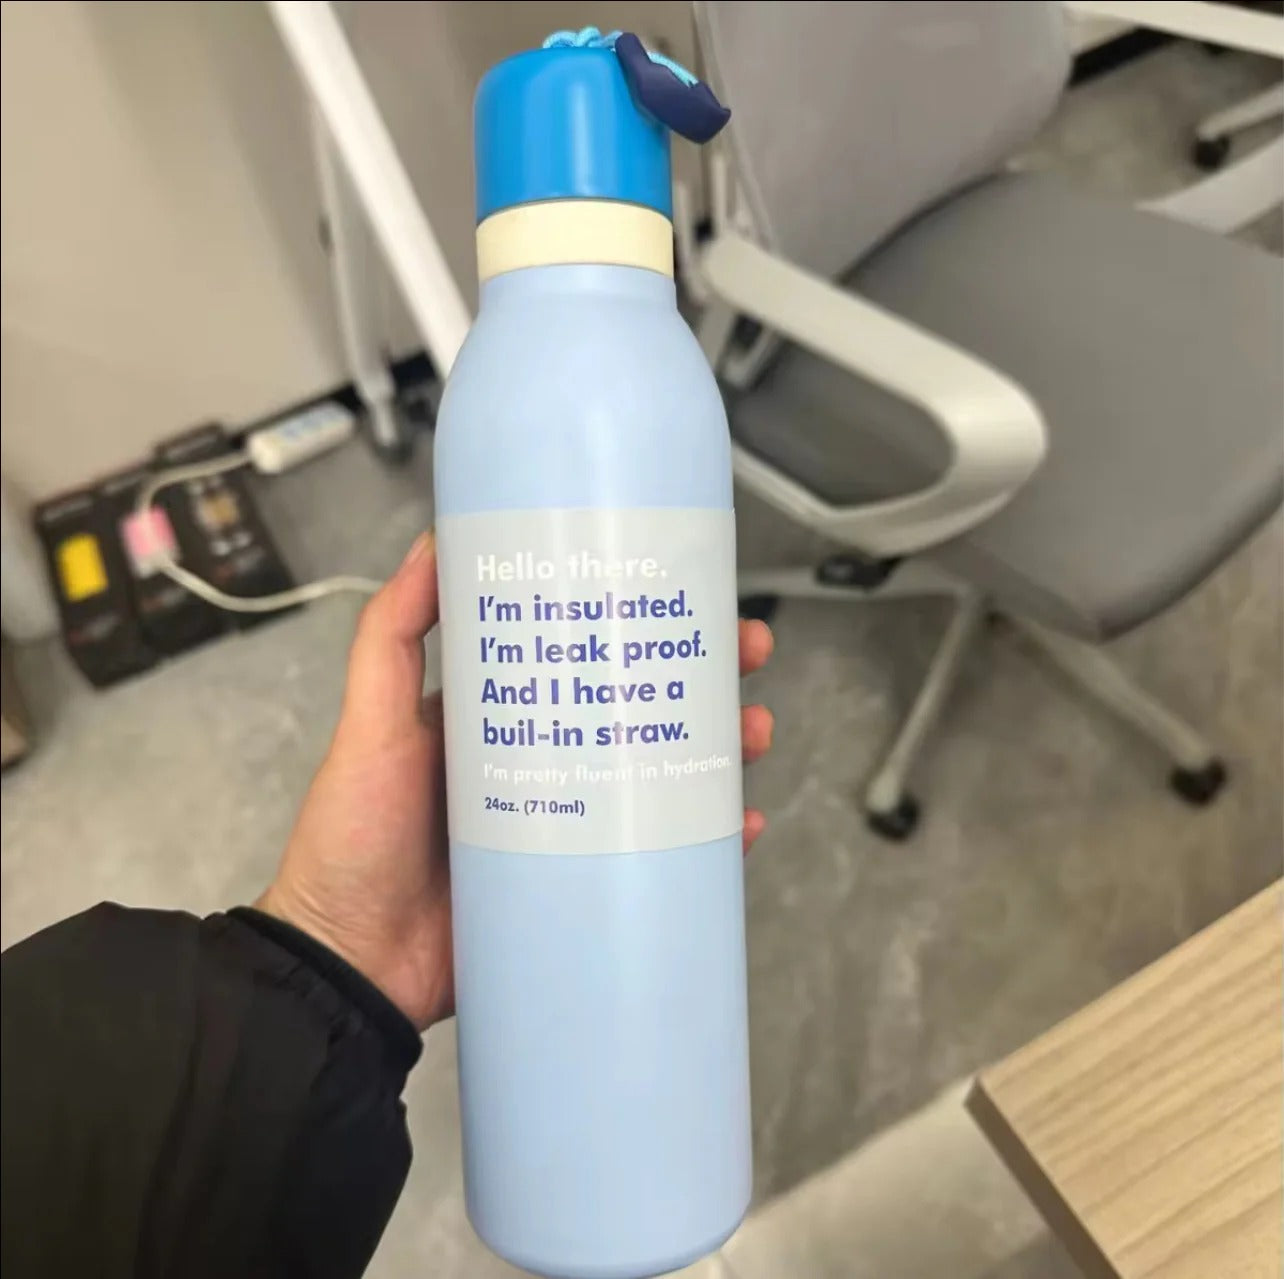 Hello there.
I'm insulated.
I'm leak proof.
And I have a
buil-in straw.
I'm pretty fluent in hydration.
24oz. (710ml)